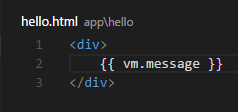 hello.html app\hello
1 <div>
2     {{ vm.message }}
3 </div>